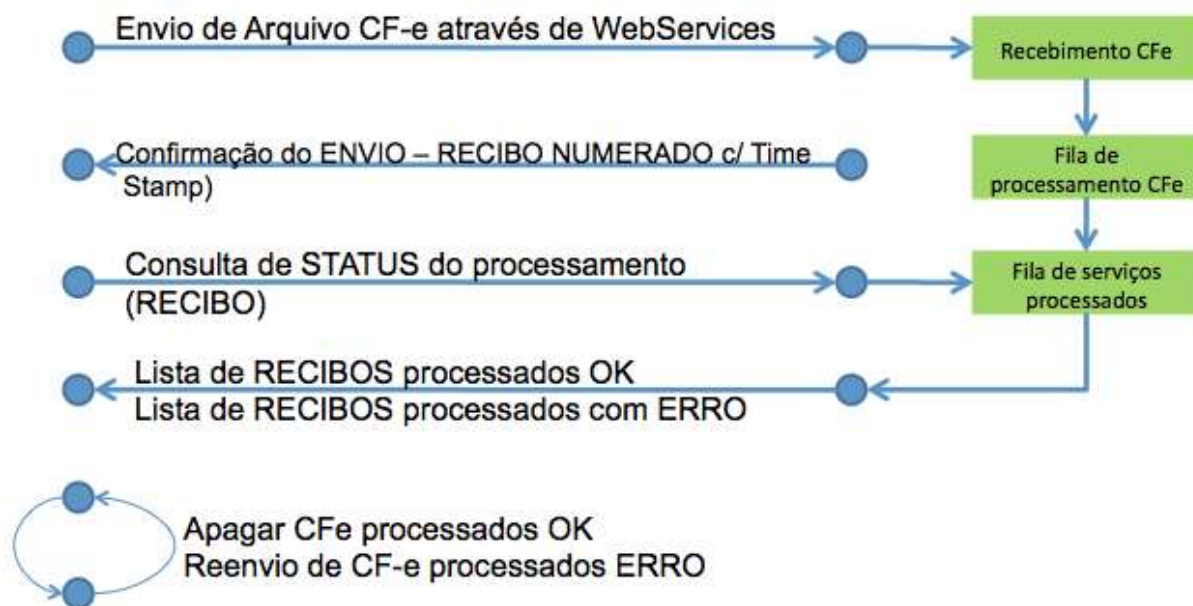 Envio de Arquivo CF-e através de WebServices
Recebimento CFe
Confirmação do ENVIO – RECIBO NUMERADO c/ Time
Stamp)
Fila de
processamento CFe
Consulta de STATUS do processamento
(RECIBO)
Fila de serviços
processados
Lista de RECIBOS processados OK
Lista de RECIBOS processados com ERRO
Apagar CFe processados OK
Reenvio de CF-e processados ERRO